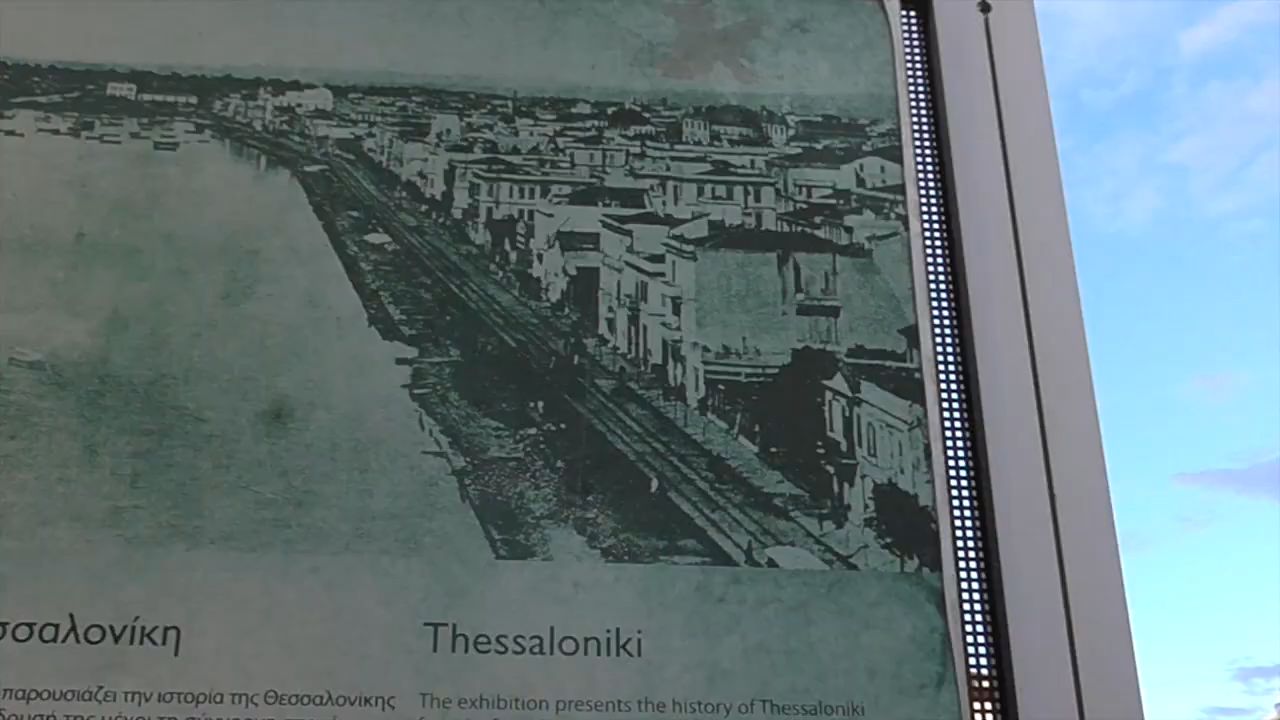 σσαλονίκη
Thessaloniki
παρουσιάζει την ιστορία της Θεσσαλονίκης
The exhibition presents the history of Thessaloniki